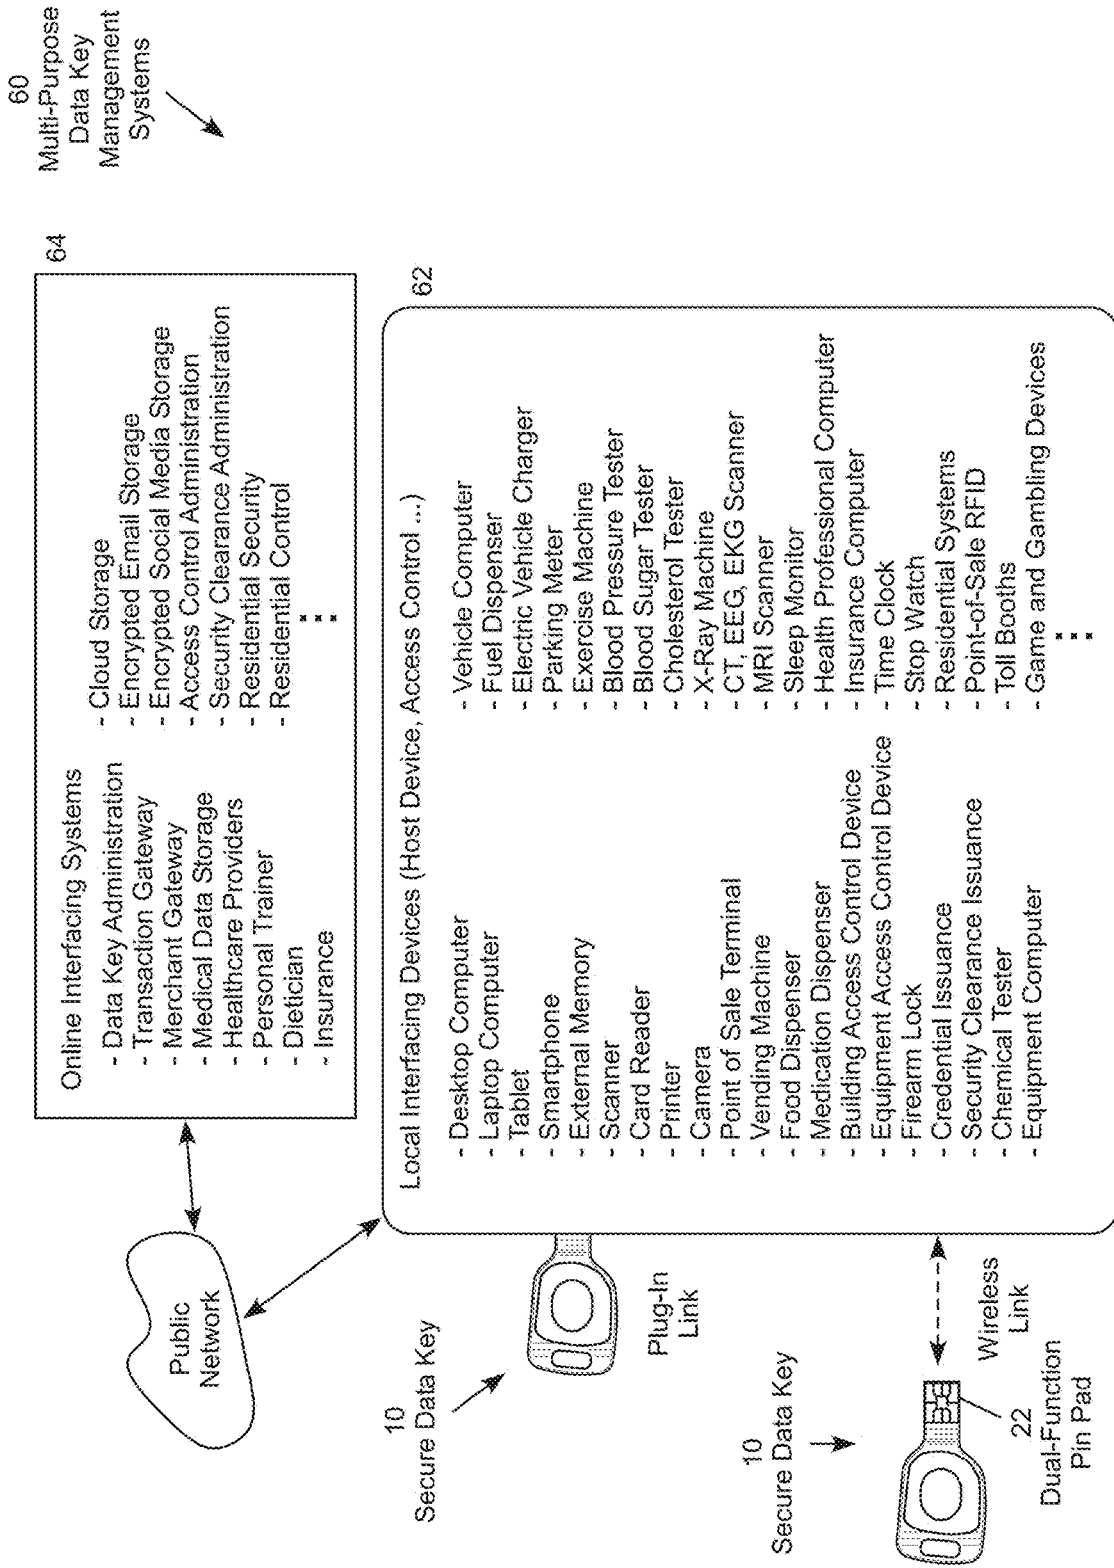 60
Multi-Purpose
Data Key
Management
Systems
64
Online Interfacing Systems
- Data Key Administration
- Transaction Gateway
- Merchant Gateway
- Medical Data Storage
- Healthcare Providers
- Personal Trainer
- Dietician
- Insurance
- Cloud Storage
- Encrypted Email Storage
- Encrypted Social Media Storage
- Access Control Administration
- Security Clearance Administration
- Residential Security
- Residential Control
Public
Network
62
Local Interfacing Devices (Host Device, Access Control ...)
- Desktop Computer
- Laptop Computer
- Tablet
- Smartphone
- External Memory
- Scanner
- Card Reader
- Printer
- Camera
- Point of Sale Terminal
- Vending Machine
- Food Dispenser
- Medication Dispenser
- Building Access Control Device
- Equipment Access Control Device
- Firearm Lock
- Credential Issuance
- Security Clearance Issuance
- Chemical Tester
- Equipment Computer
- Vehicle Computer
- Fuel Dispenser
- Electric Vehicle Charger
- Parking Meter
- Exercise Machine
- Blood Pressure Tester
- Blood Sugar Tester
- Cholesterol Tester
- X-Ray Machine
- CT, EEG, EKG Scanner
- MRI Scanner
- Sleep Monitor
- Health Professional Computer
- Insurance Computer
- Time Clock
- Stop Watch
- Residential Systems
- Point-of-Sale RFID
- Toll Booths
- Game and Gambling Devices
10
Secure Data Key
Plug-In
Link
10
Secure Data Key
Wireless
Link
22
Dual-Function
Pin Pad